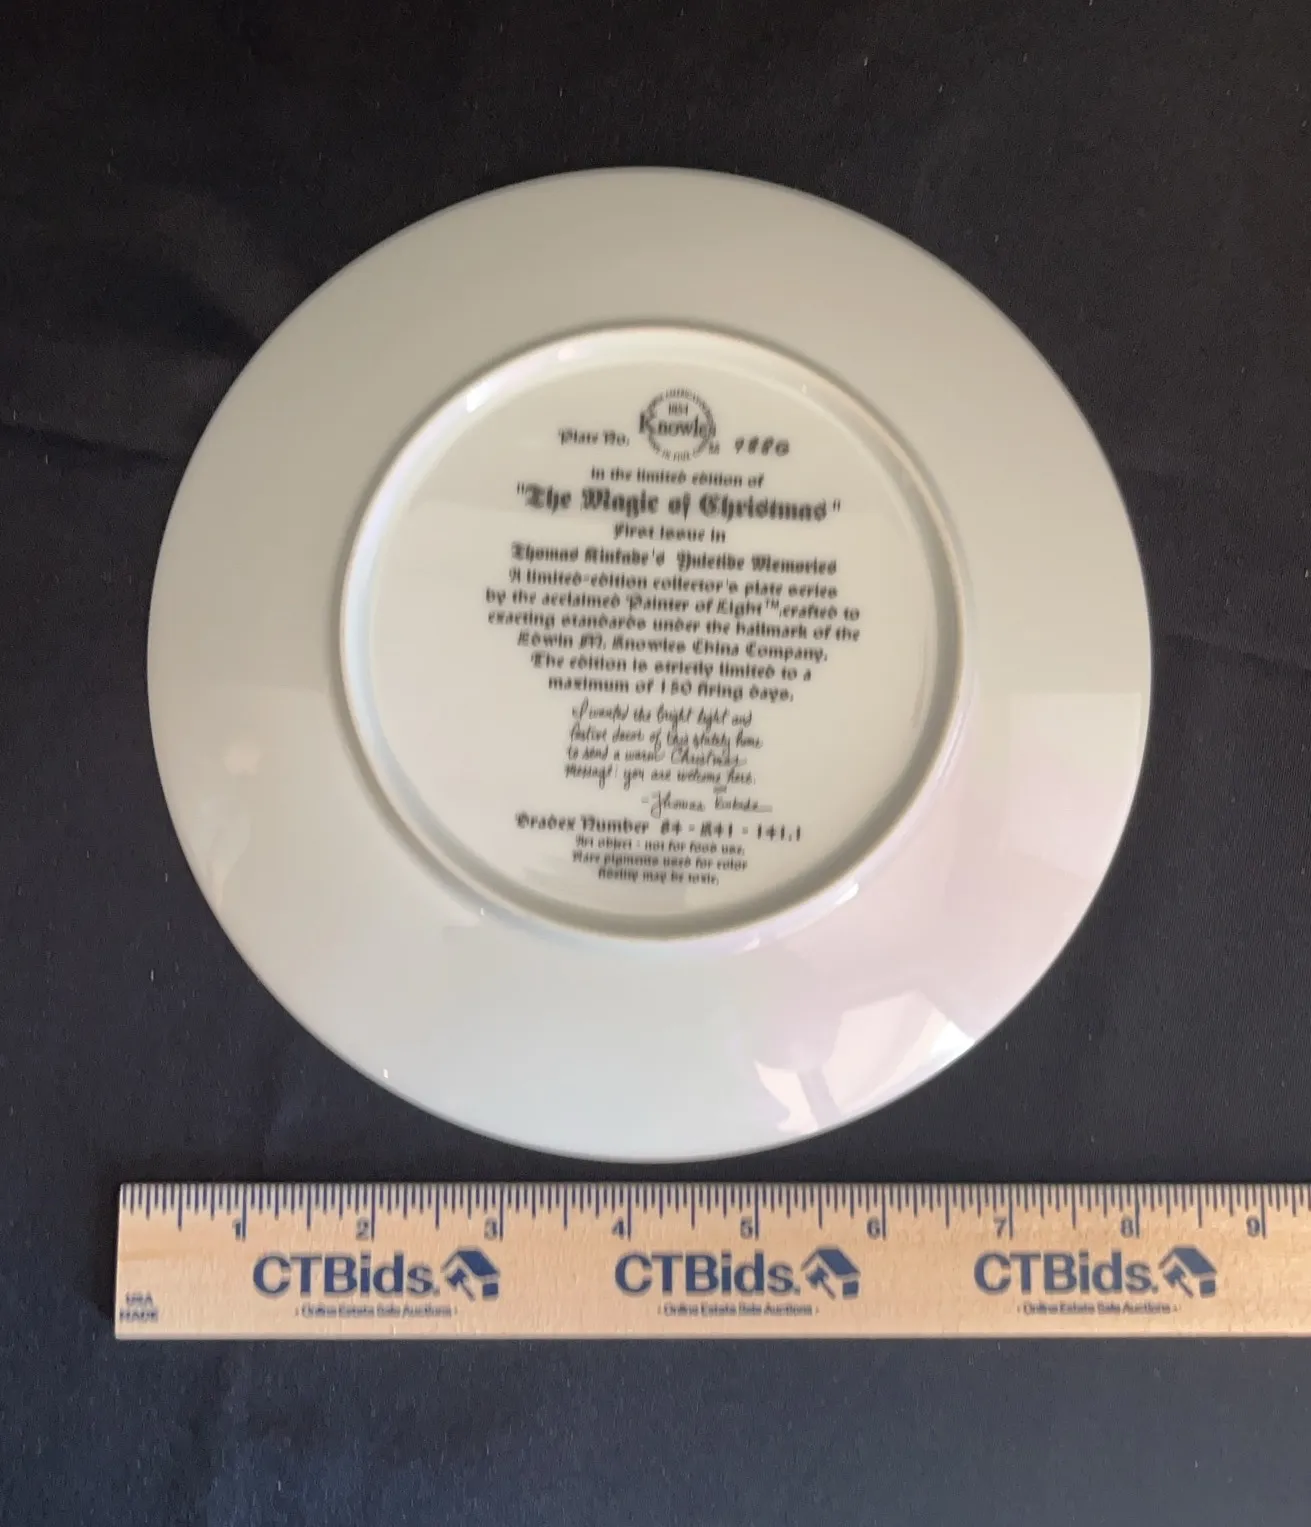 1854
Knowles
Plate No. 988G
in the limited edition of
"The Magic of Christmas"
First issue in
Thomas Kinkade's Yuletide Memories
A limited-edition collector's plate series
by the acclaimed Painter of Light™,crafted to
exacting standards under the hallmark of the
Edwin M. Knowles China Company.
The edition is strictly limited to a
maximum of 150 firing days.
I wanted the bright light and
festive decor of this stately home
to send a warm Christmas
message: you are welcome here.
-Thomas Kinkade
Bradex Number 84 - K41 - 141.1
Art object - not for food use.
Plate pigments used for color
fidelity may be toxic.
1 2 3 4 5 6 7 8 9
CTBids. CTBids. CTBids.
- Online Estate Sale Auctions - - Online Estate Sale Auctions - - Online Estate Sale Auctions -
USA
MADE